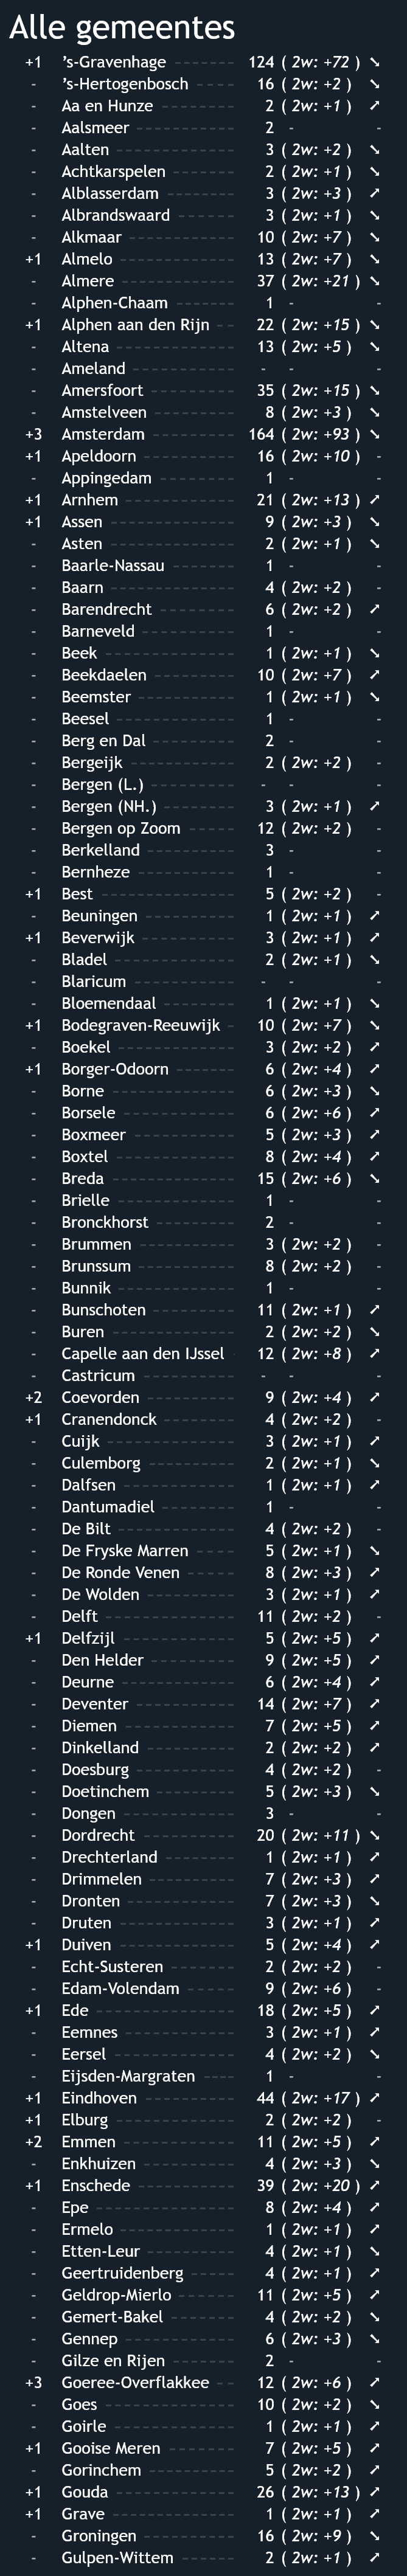 Alle gemeentes
+1 's-Gravenhage 124 ( 2w: +72 ) ➘
- 's-Hertogenbosch 16 ( 2w: +2 ) ➘
- Aa en Hunze 2 ( 2w: +1 ) ➚
- Aalsmeer 2 - -
- Aalten 3 ( 2w: +2 ) ➘
- Achtkarspelen 2 ( 2w: +1 ) ➘
- Alblasserdam 3 ( 2w: +3 ) ➚
- Albrandswaard 3 ( 2w: +1 ) ➘
- Alkmaar 10 ( 2w: +7 ) ➘
+1 Almelo 13 ( 2w: +7 ) ➘
- Almere 37 ( 2w: +21 ) ➘
- Alphen-Chaam 1 - -
+1 Alphen aan den Rijn 22 ( 2w: +15 ) ➘
- Altena 13 ( 2w: +5 ) ➘
- Ameland - - -
- Amersfoort 35 ( 2w: +15 ) ➘
- Amstelveen 8 ( 2w: +3 ) ➘
+3 Amsterdam 164 ( 2w: +93 ) ➘
+1 Apeldoorn 16 ( 2w: +10 ) -
- Appingedam 1 - -
+1 Arnhem 21 ( 2w: +13 ) ➚
+1 Assen 9 ( 2w: +3 ) ➘
- Asten 2 ( 2w: +1 ) ➘
- Baarle-Nassau 1 - -
- Baarn 4 ( 2w: +2 ) -
- Barendrecht 6 ( 2w: +2 ) ➚
- Barneveld 1 - -
- Beek 1 ( 2w: +1 ) ➘
- Beekdaelen 10 ( 2w: +7 ) ➚
- Beemster 1 ( 2w: +1 ) ➘
- Beesel 1 - -
- Berg en Dal 2 - -
- Bergeijk 2 ( 2w: +2 ) -
- Bergen (L.) - - -
- Bergen (NH.) 3 ( 2w: +1 ) ➚
- Bergen op Zoom 12 ( 2w: +2 ) -
- Berkelland 3 - -
- Bernheze 1 - -
+1 Best 5 ( 2w: +2 ) -
- Beuningen 1 ( 2w: +1 ) ➚
+1 Beverwijk 3 ( 2w: +1 ) ➚
- Bladel 2 ( 2w: +1 ) ➘
- Blaricum - - -
- Bloemendaal 1 ( 2w: +1 ) ➘
+1 Bodegraven-Reeuwijk 10 ( 2w: +7 ) ➘
- Boekel 3 ( 2w: +2 ) ➚
+1 Borger-Odoorn 6 ( 2w: +4 ) ➚
- Borne 6 ( 2w: +3 ) ➘
- Borsele 6 ( 2w: +6 ) ➚
- Boxmeer 5 ( 2w: +3 ) ➚
- Boxtel 8 ( 2w: +4 ) ➚
- Breda 15 ( 2w: +6 ) ➘
- Brielle 1 - -
- Bronckhorst 2 - -
- Brummen 3 ( 2w: +2 ) -
- Brunssum 8 ( 2w: +2 ) -
- Bunnik 1 - -
- Bunschoten 11 ( 2w: +1 ) ➚
- Buren 2 ( 2w: +2 ) ➘
- Capelle aan den IJssel 12 ( 2w: +8 ) ➚
- Castricum - - -
+2 Coevorden 9 ( 2w: +4 ) ➚
+1 Cranendonck 4 ( 2w: +2 ) -
- Cuijk 3 ( 2w: +1 ) ➚
- Culemborg 2 ( 2w: +1 ) ➘
- Dalfsen 1 ( 2w: +1 ) ➚
- Dantumadiel 1 - -
- De Bilt 4 ( 2w: +2 ) -
- De Fryske Marren 5 ( 2w: +1 ) ➘
- De Ronde Venen 8 ( 2w: +3 ) ➚
- De Wolden 3 ( 2w: +1 ) ➚
- Delft 11 ( 2w: +2 ) -
+1 Delfzijl 5 ( 2w: +5 ) ➚
- Den Helder 9 ( 2w: +5 ) ➚
- Deurne 6 ( 2w: +4 ) ➚
- Deventer 14 ( 2w: +7 ) ➚
- Diemen 7 ( 2w: +5 ) ➚
- Dinkelland 2 ( 2w: +2 ) ➚
- Doesburg 4 ( 2w: +2 ) -
- Doetinchem 5 ( 2w: +3 ) ➘
- Dongen 3 - -
- Dordrecht 20 ( 2w: +11 ) ➘
- Drechterland 1 ( 2w: +1 ) ➚
- Drimmelen 7 ( 2w: +3 ) ➚
- Dronten 7 ( 2w: +3 ) ➘
- Druten 3 ( 2w: +1 ) ➚
+1 Duiven 5 ( 2w: +4 ) ➚
- Echt-Susteren 2 ( 2w: +2 ) -
- Edam-Volendam 9 ( 2w: +6 ) -
+1 Ede 18 ( 2w: +5 ) ➚
- Eemnes 3 ( 2w: +1 ) ➚
- Eersel 4 ( 2w: +2 ) ➘
- Eijsden-Margraten 1 - -
+1 Eindhoven 44 ( 2w: +17 ) ➚
+1 Elburg 2 ( 2w: +2 ) -
+2 Emmen 11 ( 2w: +5 ) ➚
- Enkhuizen 4 ( 2w: +3 ) ➘
+1 Enschede 39 ( 2w: +20 ) ➚
- Epe 8 ( 2w: +4 ) ➚
- Ermelo 1 ( 2w: +1 ) ➚
- Etten-Leur 4 ( 2w: +1 ) ➘
- Geertruidenberg 4 ( 2w: +1 ) ➚
- Geldrop-Mierlo 11 ( 2w: +5 ) ➚
- Gemert-Bakel 4 ( 2w: +2 ) ➘
- Gennep 6 ( 2w: +3 ) ➘
- Gilze en Rijen 2 - -
+3 Goeree-Overflakkee 12 ( 2w: +6 ) ➚
- Goes 10 ( 2w: +2 ) ➘
- Goirle 1 ( 2w: +1 ) ➚
+1 Gooise Meren 7 ( 2w: +5 ) ➚
- Gorinchem 5 ( 2w: +2 ) ➚
+1 Gouda 26 ( 2w: +13 ) ➚
+1 Grave 1 ( 2w: +1 ) ➚
- Groningen 16 ( 2w: +9 ) ➘
- Gulpen-Wittem 2 ( 2w: +1 ) ➚